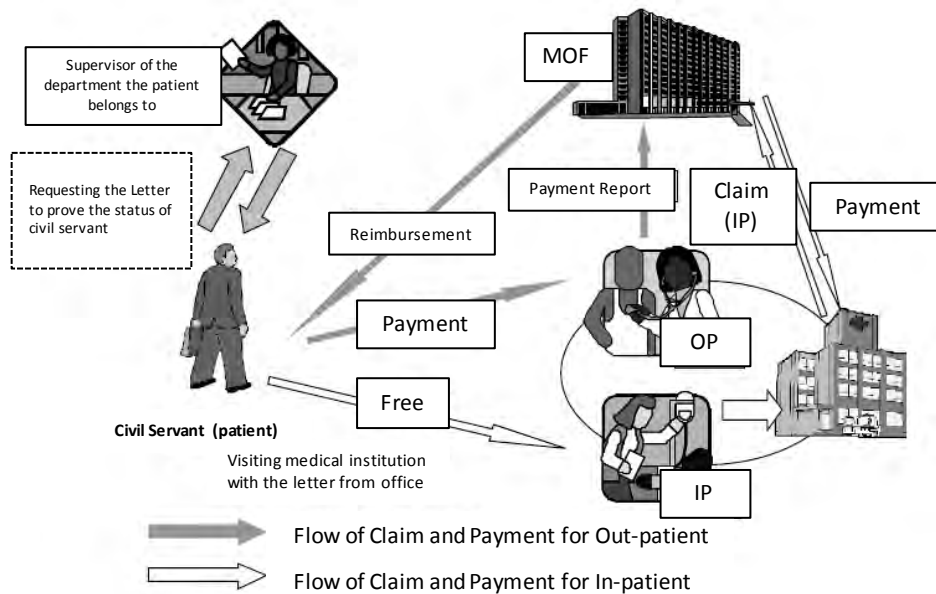 Supervisor of the
department the patient
belongs to
MOF
Requesting the Letter
to prove the status of
civil servant
Payment Report
Claim
(IP)
Payment
Reimbursement
Payment
OP
Free
IP
Civil Servant (patient)
Visiting medical institution
with the letter from office
Flow of Claim and Payment for Out-patient
Flow of Claim and Payment for In-patient